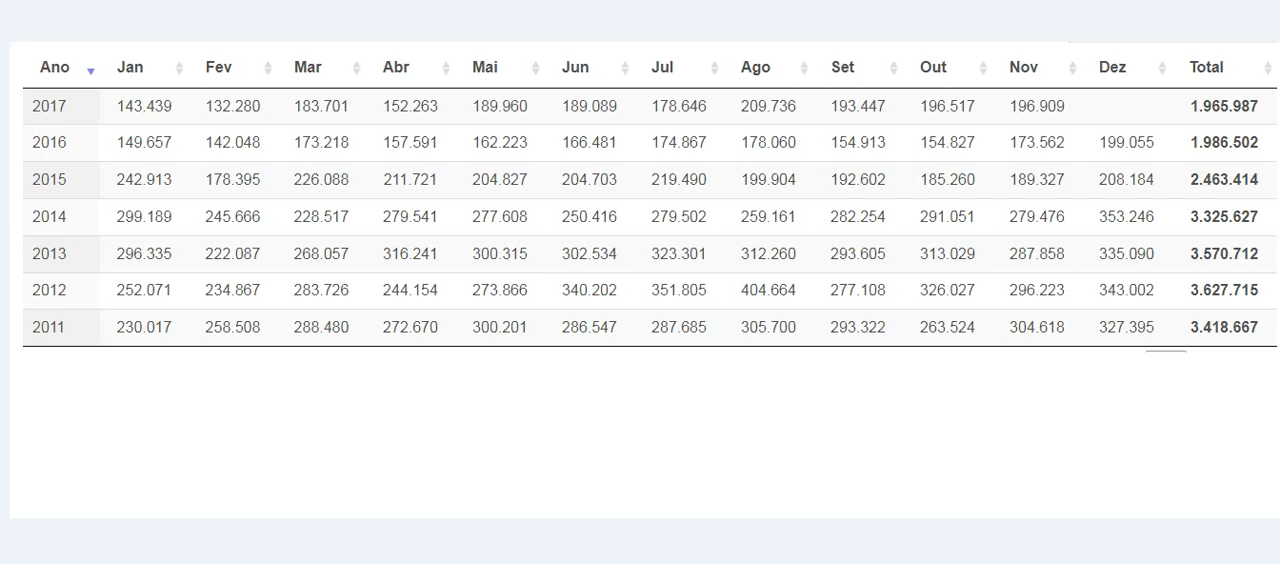 Ano Jan Fev Mar Abr Mai Jun Jul Ago Set Out Nov Dez Total
2017 143.439 132.280 183.701 152.263 189.960 189.089 178.646 209.736 193.447 196.517 196.909 1.965.987
2016 149.657 142.048 173.218 157.591 162.223 166.481 174.867 178.060 154.913 154.827 173.562 199.055 1.986.502
2015 242.913 178.395 226.088 211.721 204.827 204.703 219.490 199.904 192.602 185.260 189.327 208.184 2.463.414
2014 299.189 245.666 228.517 279.541 277.608 250.416 279.502 259.161 282.254 291.051 279.476 353.246 3.325.627
2013 296.335 222.087 268.057 316.241 300.315 302.534 323.301 312.260 293.605 313.029 287.858 335.090 3.570.712
2012 252.071 234.867 283.726 244.154 273.866 340.202 351.805 404.664 277.108 326.027 296.223 343.002 3.627.715
2011 230.017 258.508 288.480 272.670 300.201 286.547 287.685 305.700 293.322 263.524 304.618 327.395 3.418.667